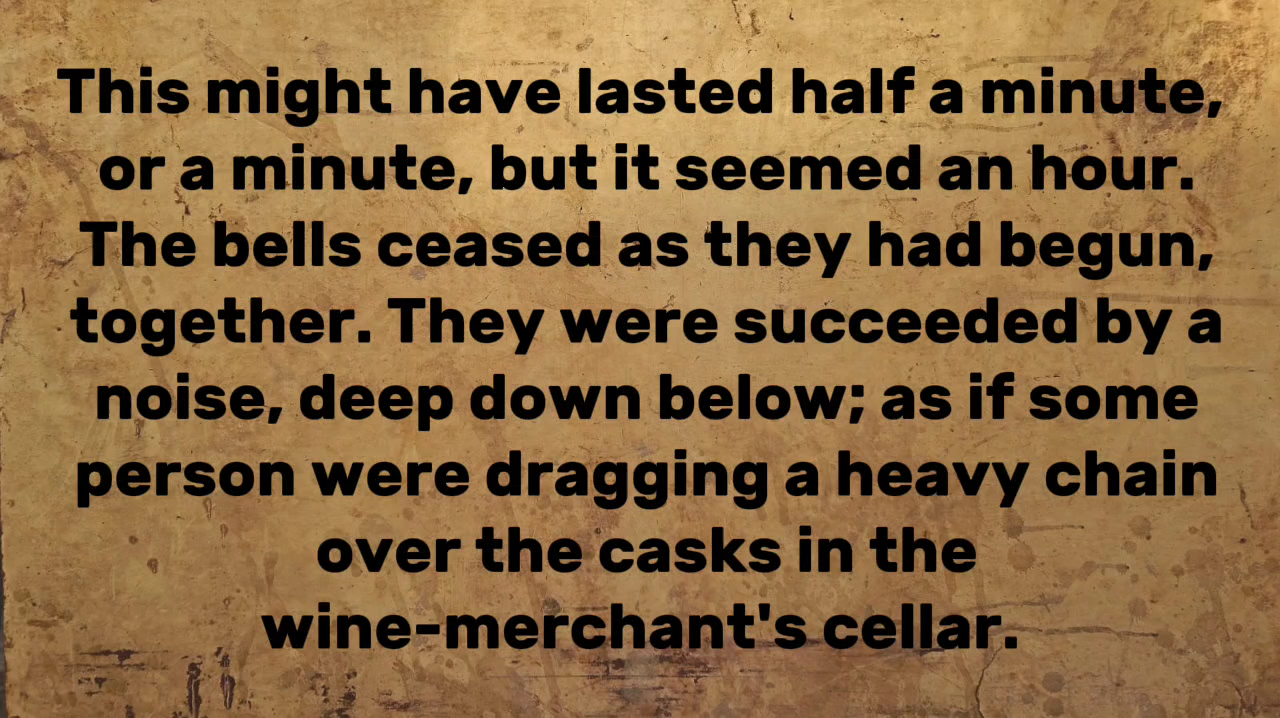 This might have lasted half a minute,
or a minute, but it seemed an hour.
The bells ceased as they had begun,
together. They were succeeded by a
noise, deep down below; as if some
person were dragging a heavy chain
over the casks in the
wine-merchant's cellar.